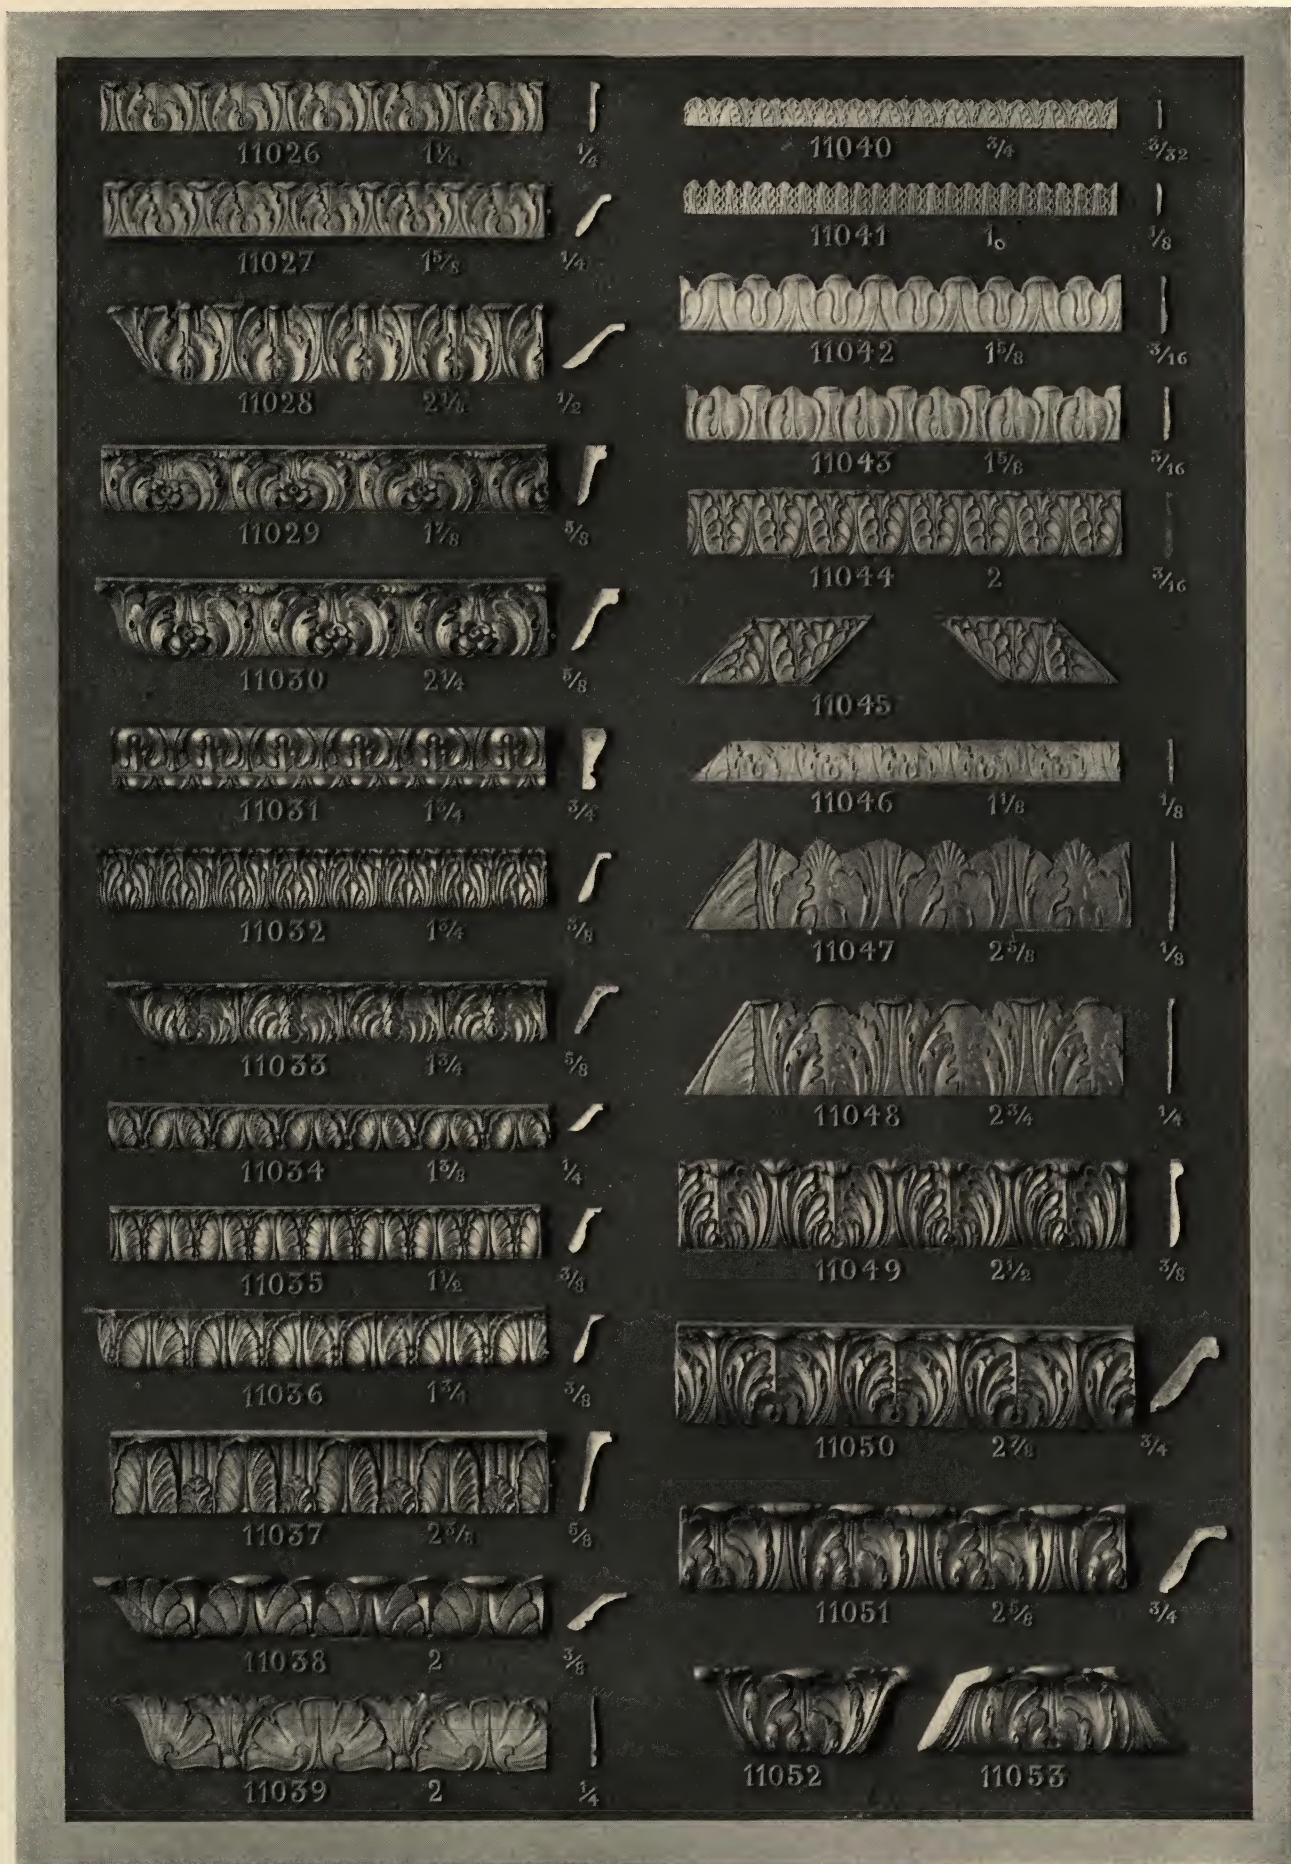 11026 1⅛ ¼
11027 1⅝ ¼
11028 2⅛ ½
11029 1⅞ ⅝
11030 2¼ ⅝
11031 1¾ ¾
11032 1¾ ⅝
11033 1¾ ⅝
11034 1⅜ ¼
11035 1½ ⅜
11036 1¾ ⅜
11037 2⅜ ⅝
11038 2 ⅜
11039 2 ¼
11040 ¾ 3/32
11041 1 ⅛
11042 1⅝ 3/16
11043 1⅝
11044 2 3/16
11045
11046 1⅛ ⅛
11047 2⅝ ⅛
11048 2¾ ¼
11049 2½ ⅜
11050 2⅞ ¾
11051 2⅝ ¾
11052 11053